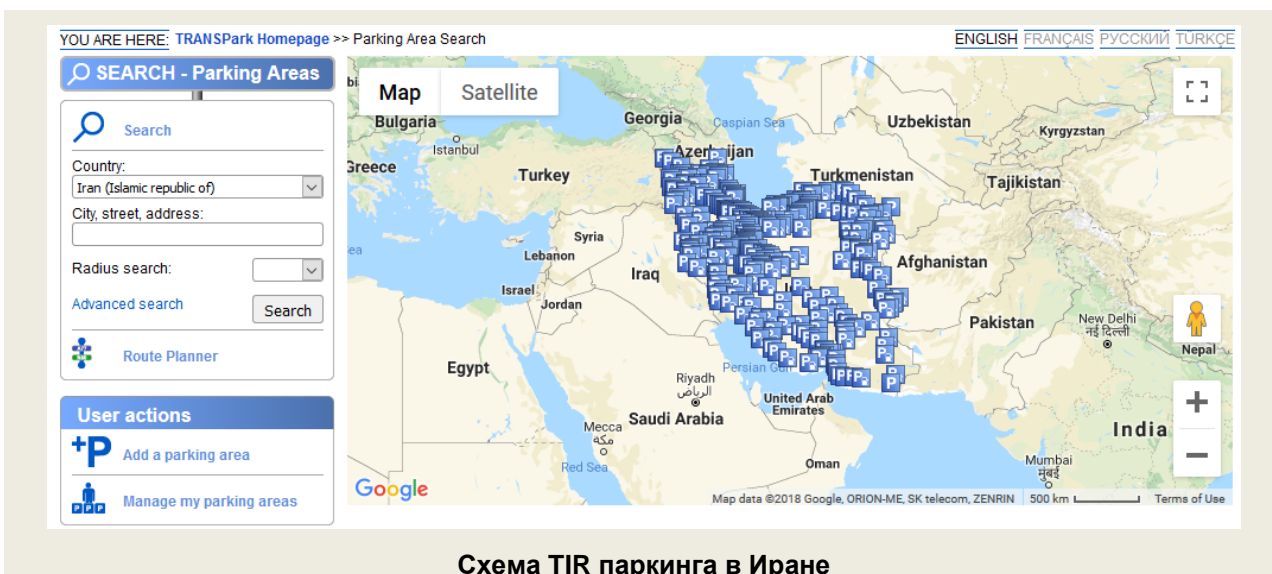 YOU ARE HERE: TRANSPark Homepage >> Parking Area Search
ENGLISH FRANÇAIS РУССКИЙ TÜRKÇE
SEARCH - Parking Areas
Search
Country:
Iran (Islamic republic of)
City, street, address:
Radius search:
Advanced search
Search
Route Planner
User actions
+P Add a parking area
Manage my parking areas
Map Satellite
Bulgaria
Istanbul
Greece
Georgia
Caspian Sea
Uzbekistan
Kyrgyzstan
Turkey
Turkmenistan
Tajikistan
Syria
Lebanon
Iraq
Afghanistan
Israel
Jordan
Pakistan
New Delhi
नई दिल्ली
Nepal
Egypt
Riyadh
الرياض
Persian
United Arab
Emirates
Mecca
مكة
Saudi Arabia
India
Red Sea
Oman
Mumbai
मुंबई
Google
Map data ©2018 Google, ORION-ME, SK telecom, ZENRIN 500 km Terms of Use
Схема TIR паркинга в Иране